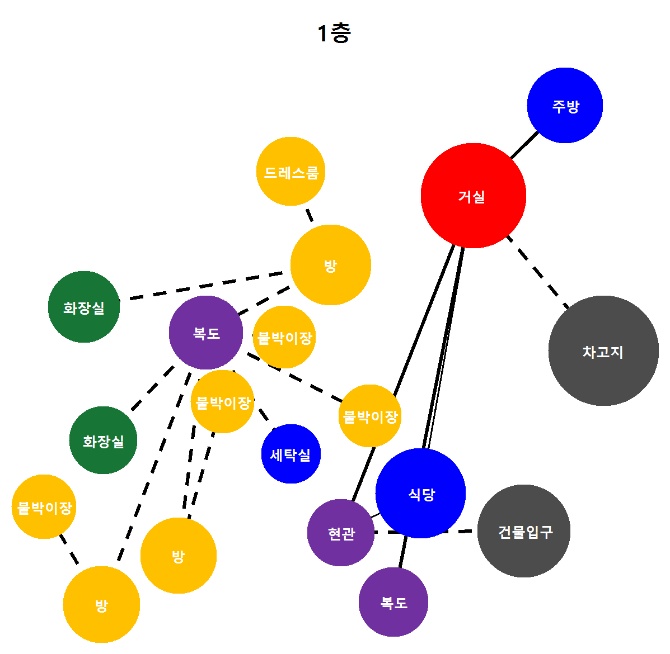 1층
주방
드레스룸
거실
방
화장실
복도
붙박이장
차고지
붙박이장
붙박이장
화장실
세탁실
식당
붙박이장
현관
건물입구
방
복도
방